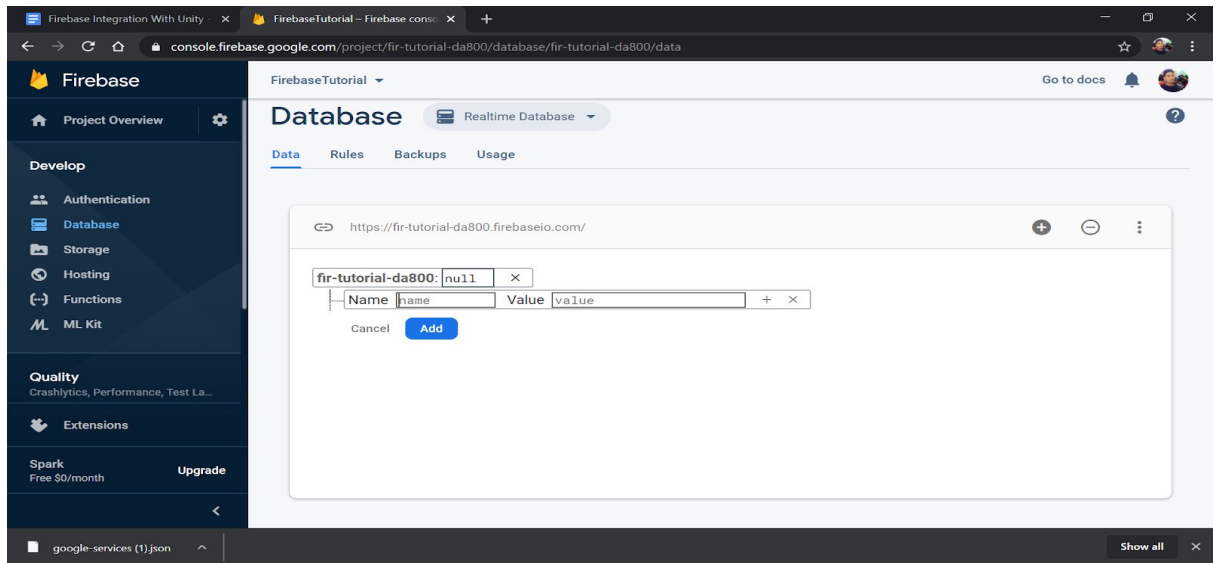 Firebase Integration With Unity -
FirebaseTutorial – Firebase conso
console.firebase.google.com/project/fir-tutorial-da800/database/fir-tutorial-da800/data
Firebase
FirebaseTutorial
Go to docs
Project Overview
Database
Realtime Database
Data Rules Backups Usage
Develop
Authentication
Database
Storage
Hosting
Functions
ML Kit
https://fir-tutorial-da800.firebaseio.com/
fir-tutorial-da800: null
Name name Value value
Cancel Add
Quality
Crashlytics, Performance, Test La...
Extensions
Spark
Free $0/month
Upgrade
google-services (1).json
Show all